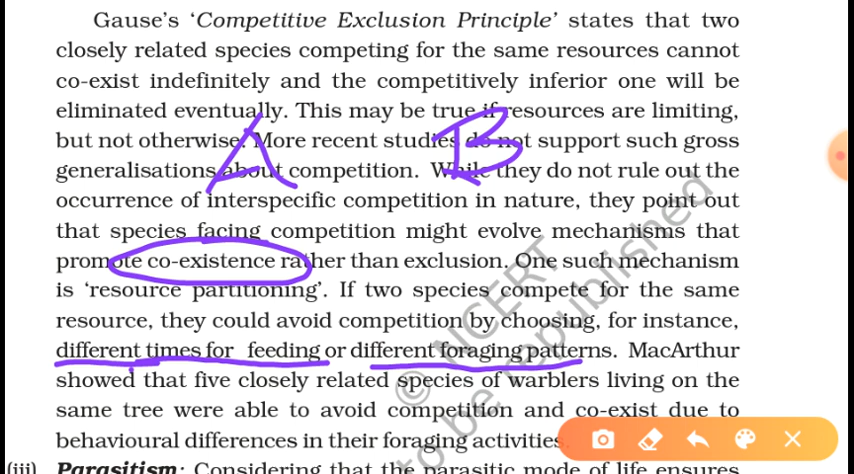 Gause's 'Competitive Exclusion Principle' states that two
closely related species competing for the same resources cannot
co-exist indefinitely and the competitively inferior one will be
eliminated eventually. This may be true if resources are limiting,
but not otherwise. More recent studies do not support such gross
generalisations about competition. While they do not rule out the
occurrence of interspecific competition in nature, they point out
that species facing competition might evolve mechanisms that
promote co-existence rather than exclusion. One such mechanism
is 'resource partitioning'. If two species compete for the same
resource, they could avoid competition by choosing, for instance,
different times for feeding or different foraging patterns. MacArthur
showed that five closely related species of warblers living on the
same tree were able to avoid competition and co-exist due to
behavioural differences in their foraging activities
(iii) Parasitism: Considering that the parasitic mode of life ensures
A B
© NCERT
to be republished